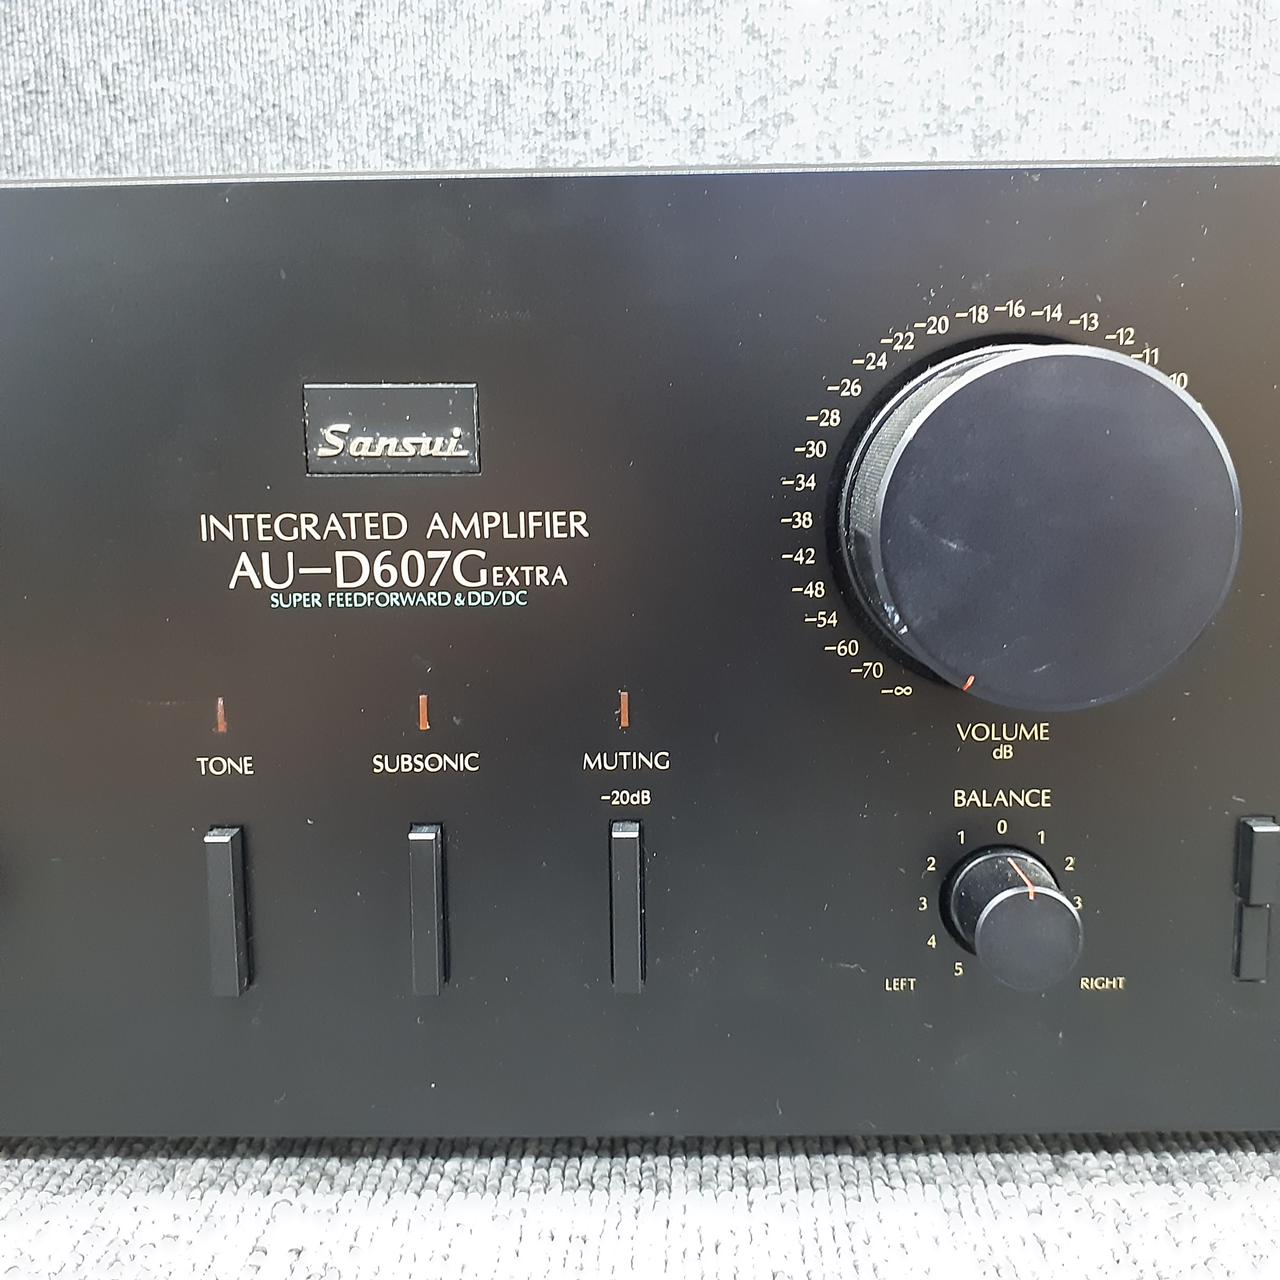 Sansui
INTEGRATED AMPLIFIER
AU-D607G EXTRA
SUPER FEEDFORWARD & DD/DC
TONE
SUBSONIC
MUTING
-20dB
-∞
-70
-60
-54
-48
-42
-38
-34
-30
-28
-26
-24
-22
-20
-18
-16
-14
-13
-12
-11
10
VOLUME
dB
BALANCE
5
4
3
2
1
0
1
2
3
LEFT
RIGHT